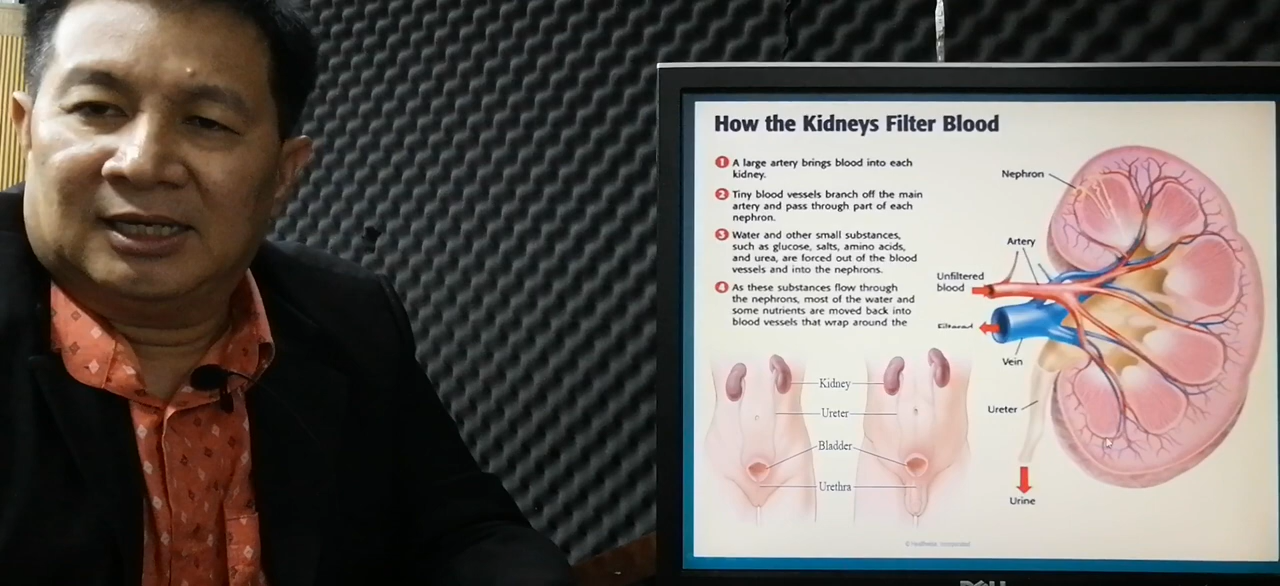 How the Kidneys Filter Blood
1 A large artery brings blood into each
kidney.
2 Tiny blood vessels branch off the main
artery and pass through part of each
nephron.
3 Water and other small substances,
such as glucose, salts, amino acids,
and urea, are forced out of the blood
vessels and into the nephrons.
4 As these substances flow through
the nephrons, most of the water and
some nutrients are moved back into
blood vessels that wrap around the
Nephron
Artery
Unfiltered
blood
Vein
Ureter
Urine
Kidney
Ureter
Bladder
Urethra
DELL